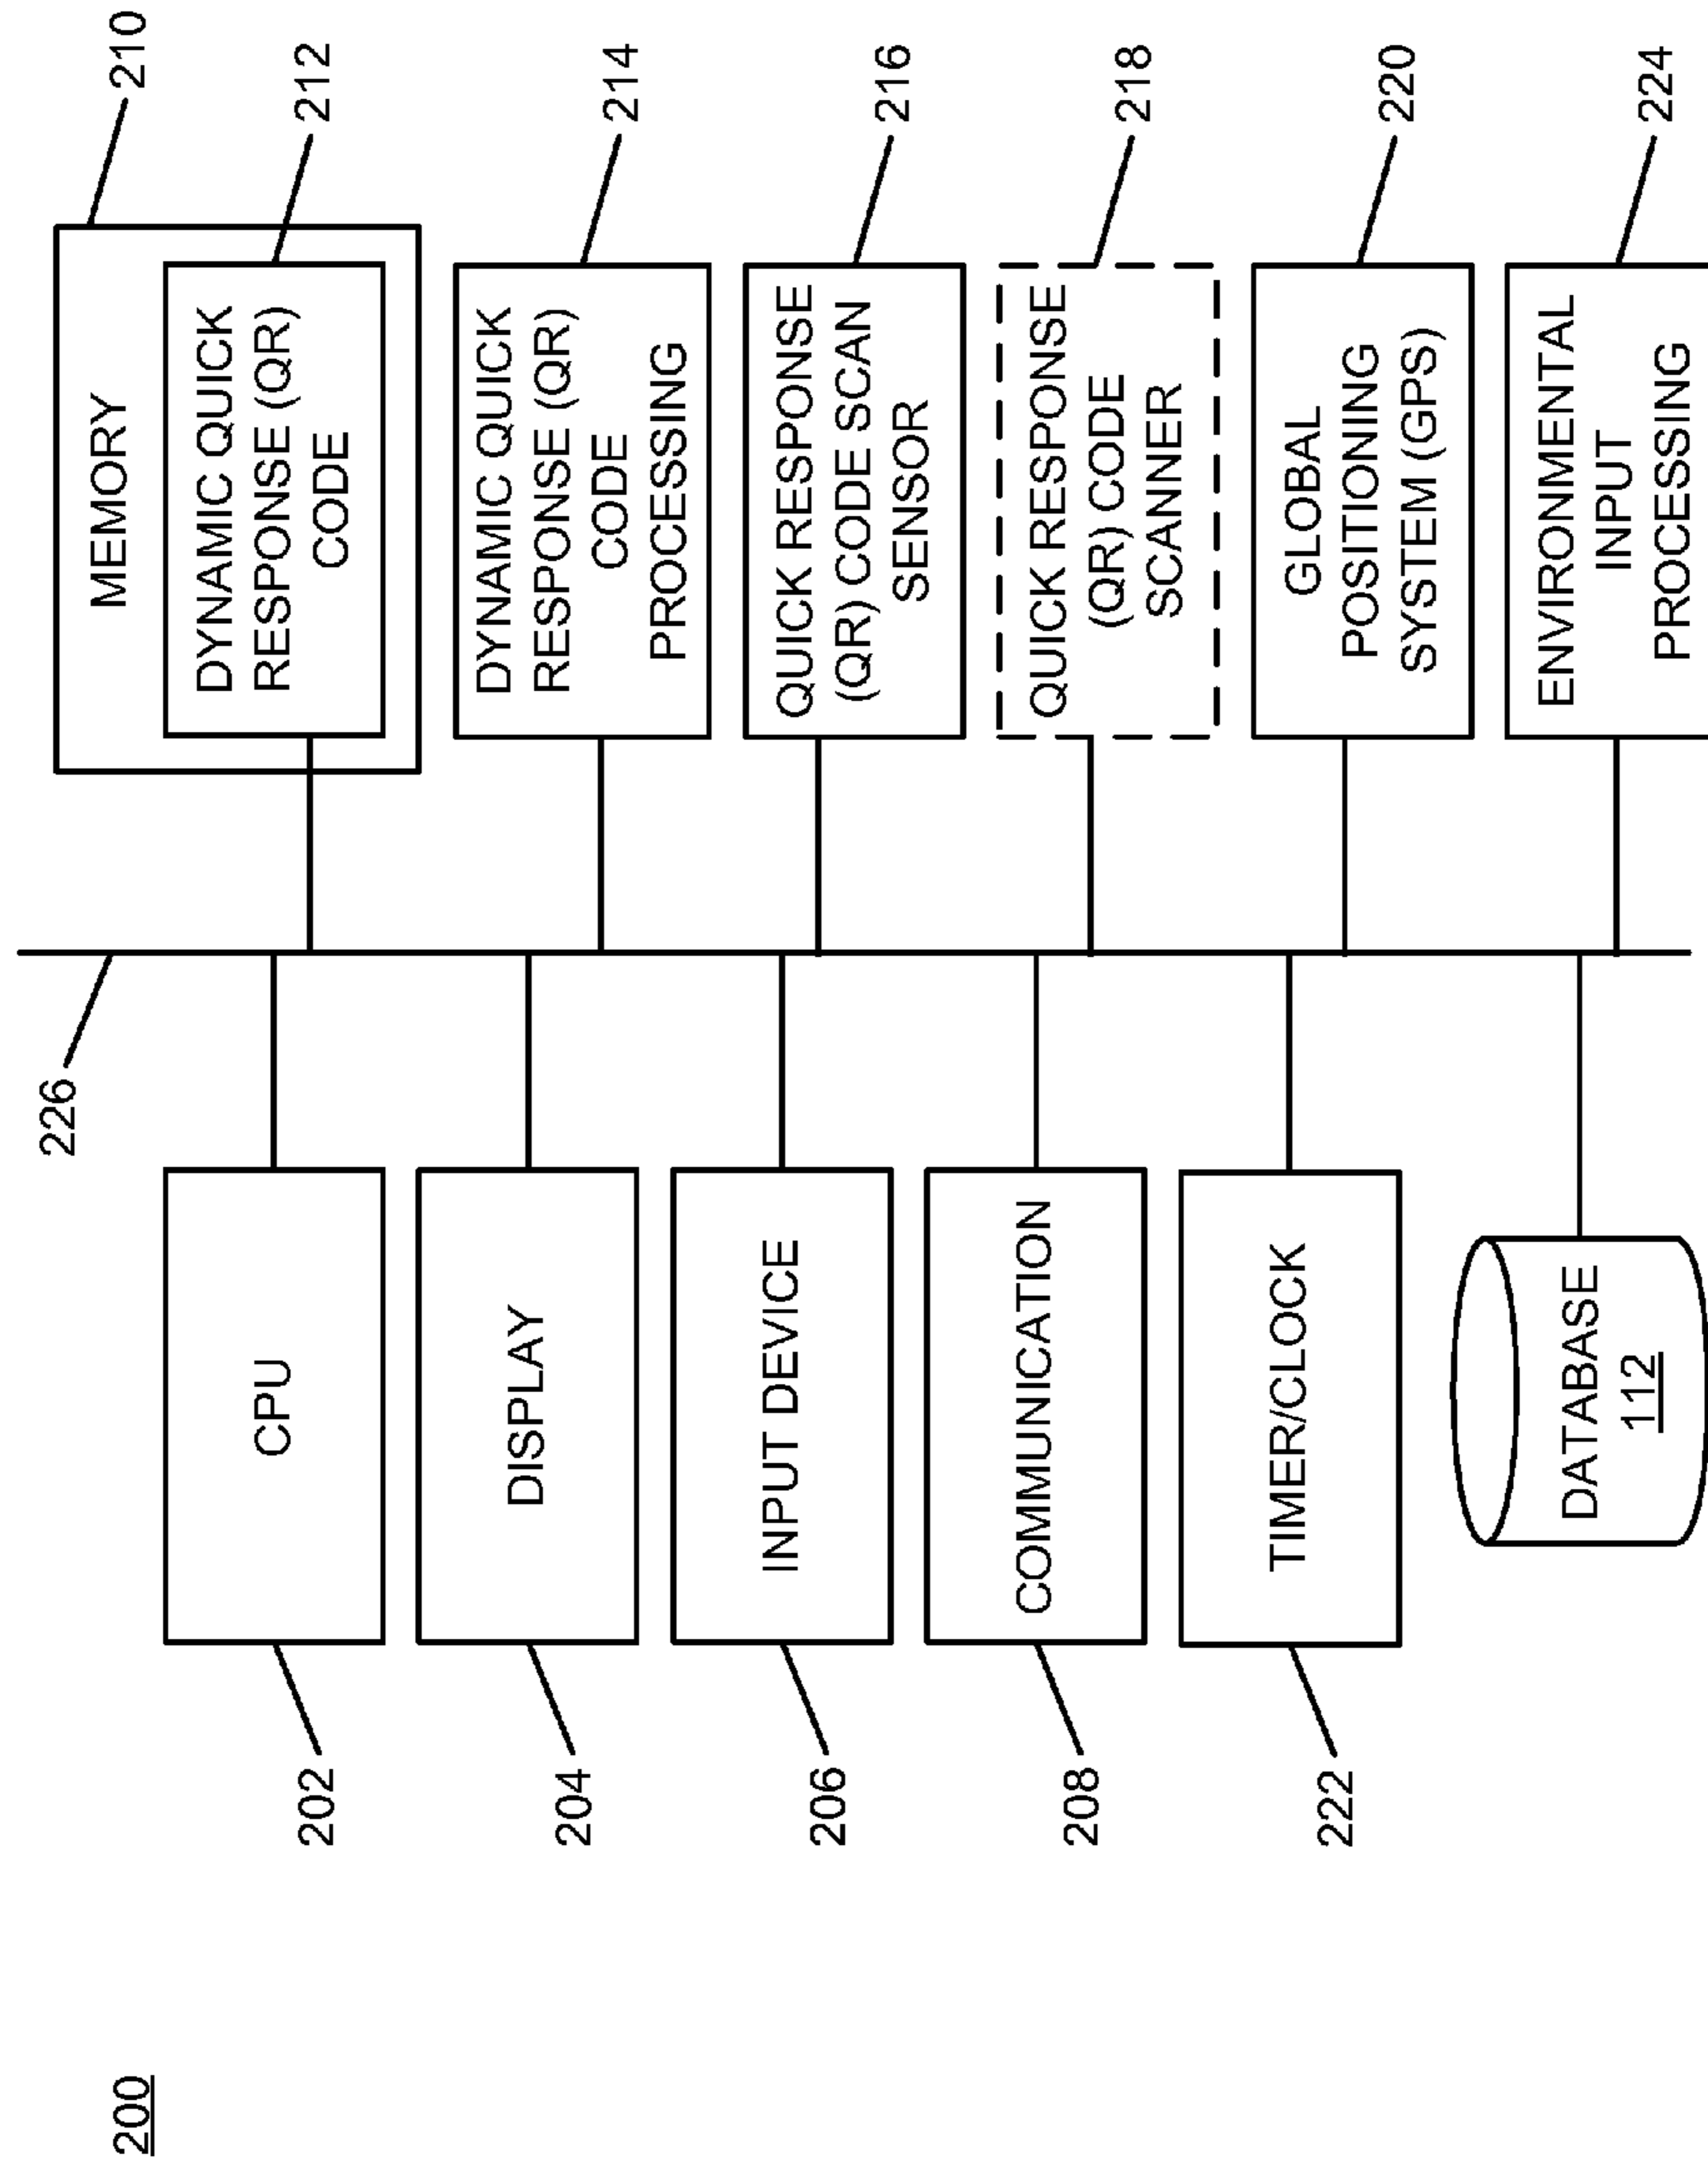 200
226
202
CPU
204
DISPLAY
206
INPUT DEVICE
208
COMMUNICATION
222
TIMER/CLOCK
DATABASE
112
MEMORY
210
DYNAMIC QUICK
RESPONSE (QR)
CODE
212
DYNAMIC QUICK
RESPONSE (QR)
CODE
PROCESSING
214
QUICK RESPONSE
(QR) CODE SCAN
SENSOR
216
QUICK RESPONSE
(QR) CODE
SCANNER
218
GLOBAL
POSITIONING
SYSTEM (GPS)
220
ENVIRONMENTAL
INPUT
PROCESSING
224